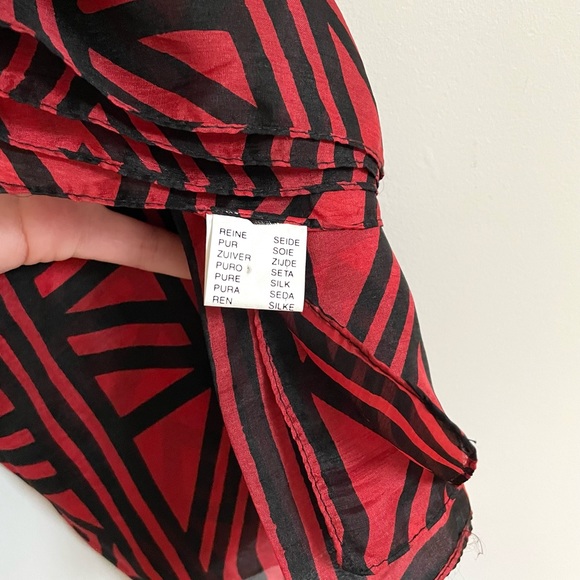 REINE SEIDE
PUR SOIE
ZUIVER ZIJDE
PURO SETA
PURE SILK
PURA SEDA
REN SILKE